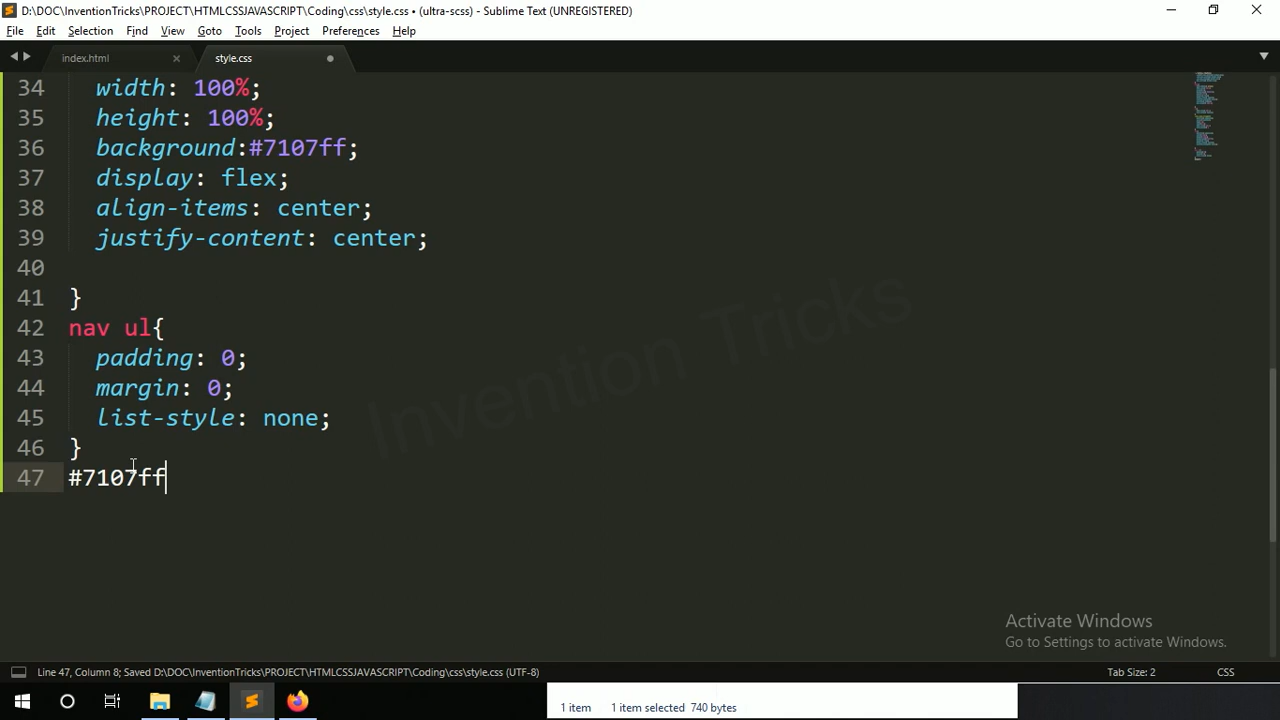 D:\DOC\InventionTricks\PROJECT\HTMLCSSJAVASCRIPT\Coding\css\style.css • (ultra-scss) - Sublime Text (UNREGISTERED)
File Edit Selection Find View Goto Tools Project Preferences Help
index.html style.css
34 width: 100%;
35 height: 100%;
36 background:#7107ff;
37 display: flex;
38 align-items: center;
39 justify-content: center;
40
41 }
42 nav ul{
43 padding: 0;
44 margin: 0;
45 list-style: none;
46 }
47 #7107ff
Invention Tricks
Activate Windows
Go to Settings to activate Windows.
Line 47, Column 8; Saved D:\DOC\InventionTricks\PROJECT\HTMLCSSJAVASCRIPT\Coding\css\style.css (UTF-8) Tab Size: 2 CSS
1 item 1 item selected 740 bytes